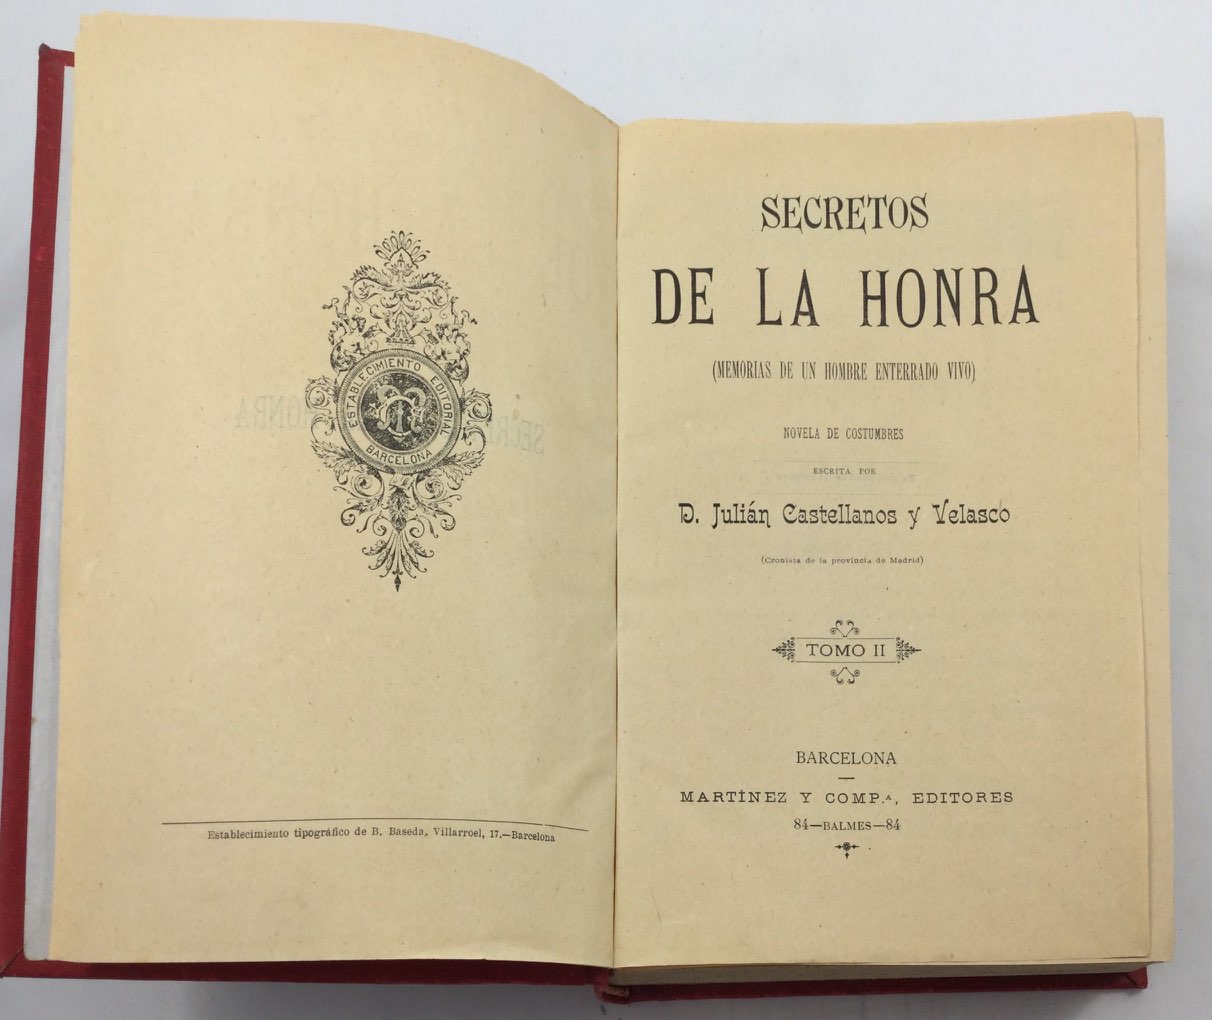 ESTABLECIMIENTO EDITORIAL
BARCELONA
Establecimiento tipográfico de B. Baseda, Villarroel, 17.—Barcelona
SECRETOS
DE LA HONRA
(MEMORIAS DE UN HOMBRE ENTERRADO VIVO)
NOVELA DE COSTUMBRES
ESCRITA POR
D. Julián Castellanos y Velasco
(Cronista de la provincia de Madrid)
TOMO II
BARCELONA
MARTÍNEZ Y COMP.ª, EDITORES
84—BALMES—84